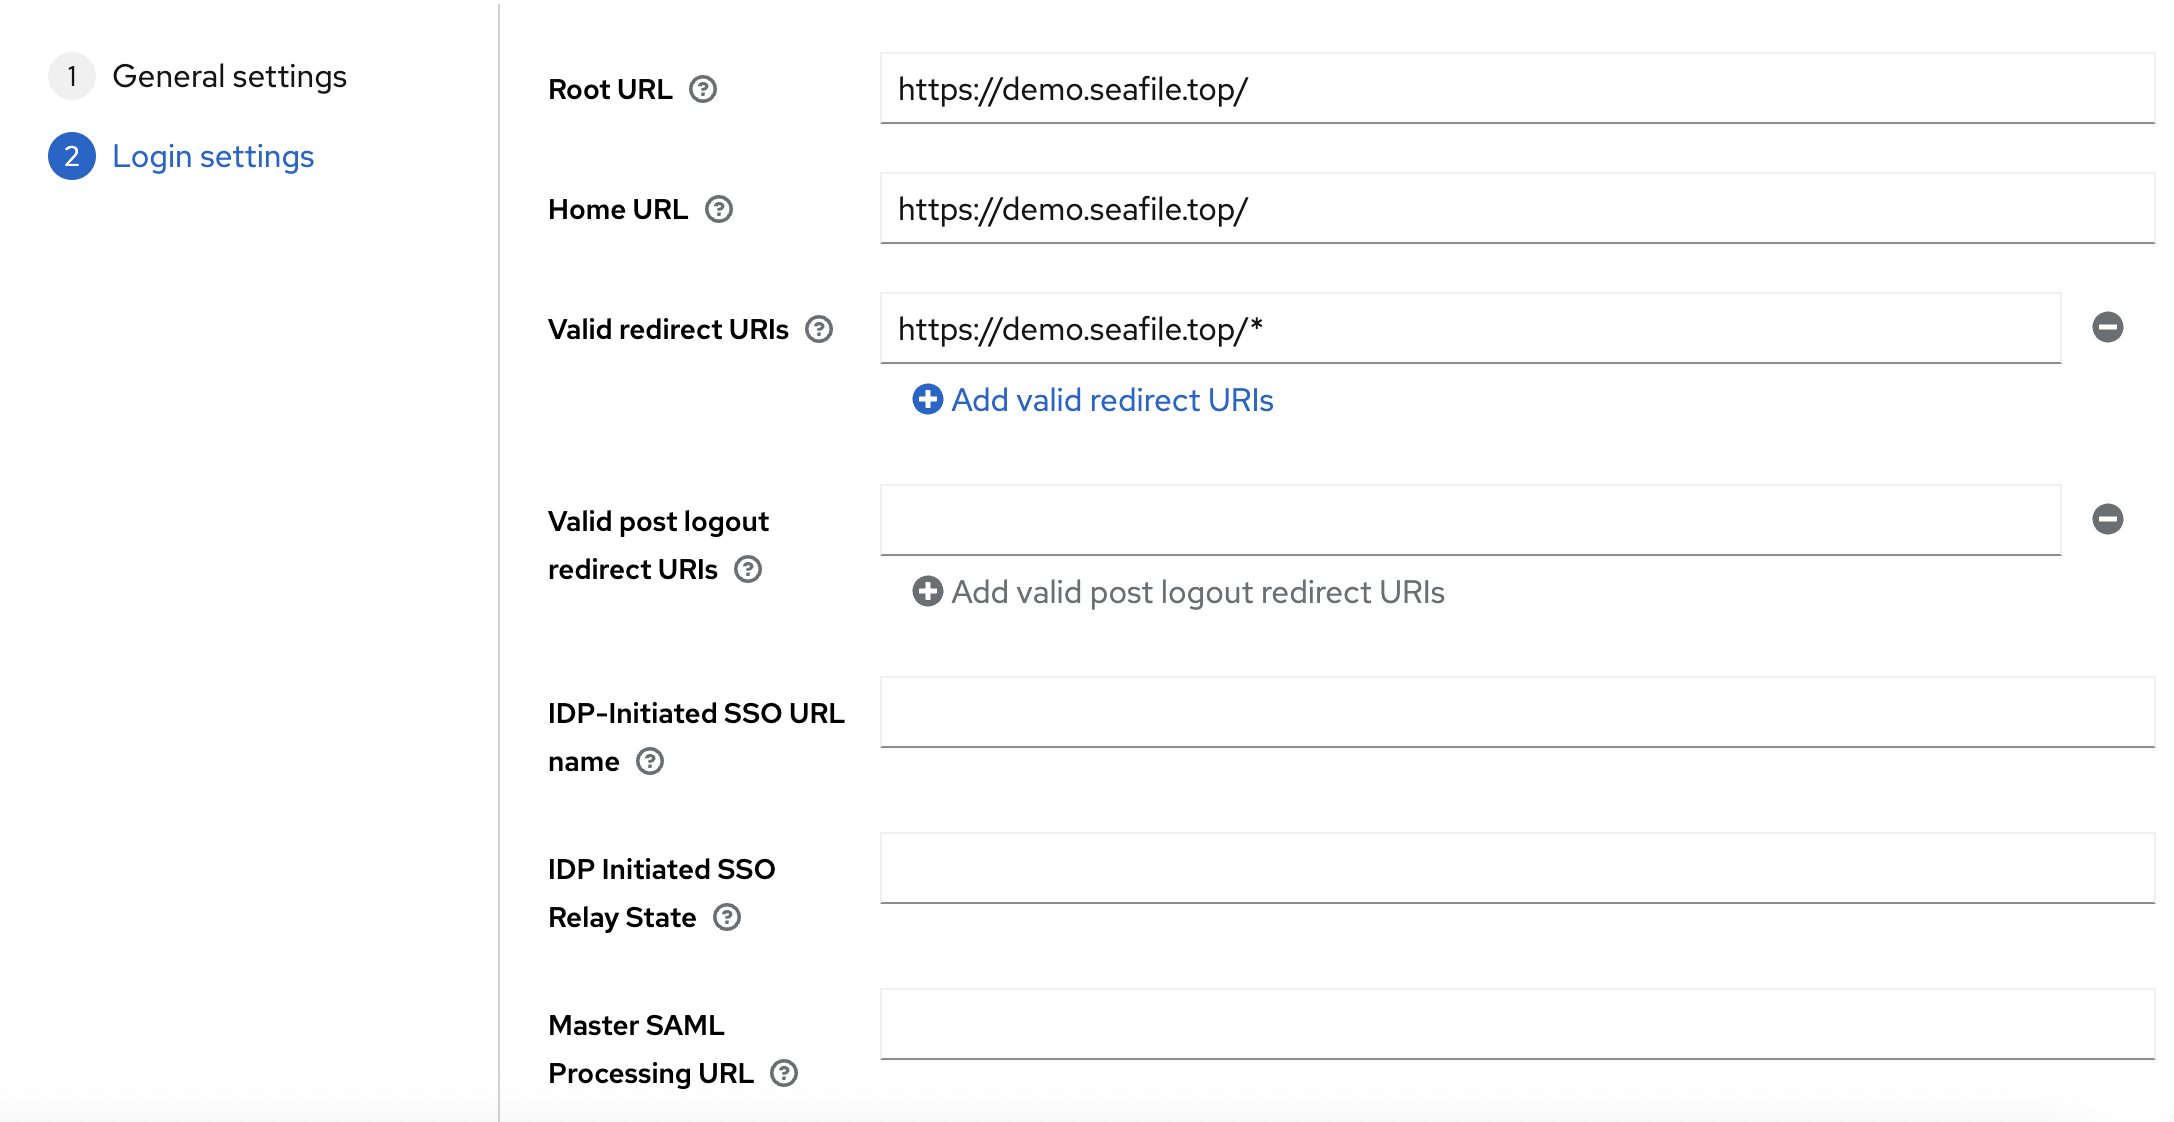 1 General settings
2 Login settings
Root URL
https://demo.seafile.top/
Home URL
https://demo.seafile.top/
Valid redirect URIs
https://demo.seafile.top/*
Add valid redirect URIs
Valid post logout
redirect URIs
Add valid post logout redirect URIs
IDP-Initiated SSO URL
name
IDP Initiated SSO
Relay State
Master SAML
Processing URL